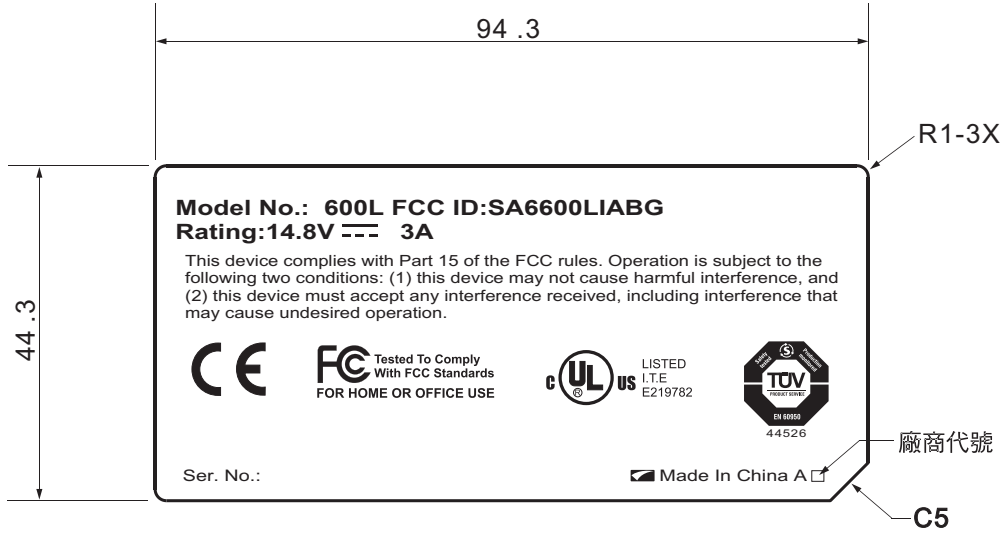 94 .3
R1-3X
44 .3
Model No.: 600L FCC ID:SA6600LIABG
Rating:14.8V 3A
This device complies with Part 15 of the FCC rules. Operation is subject to the
following two conditions: (1) this device may not cause harmful interference, and
(2) this device must accept any interference received, including interference that
may cause undesired operation.
CE
FC Tested To Comply
With FCC Standards
FOR HOME OR OFFICE USE
C UL US
®
LISTED
I.T.E
E219782
Safety tested
S
Production monitored
TÜV
PRODUCT SERVICE
EN 60950
44526
廠商代號
Ser. No.:
Made In China A □
C5